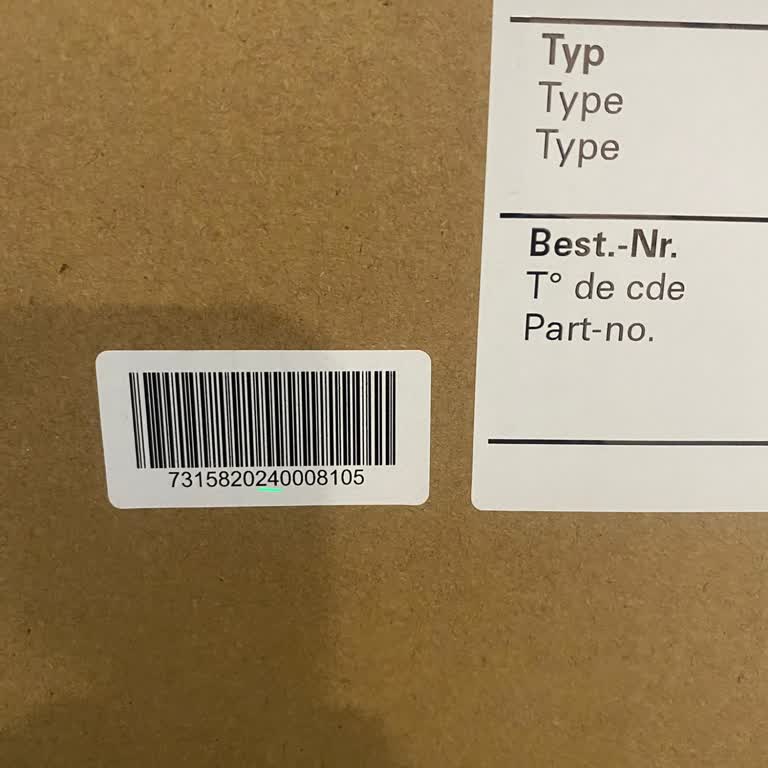 Typ
Type
Type
Best.-Nr.
T° de cde
Part-no.
7315820240008105